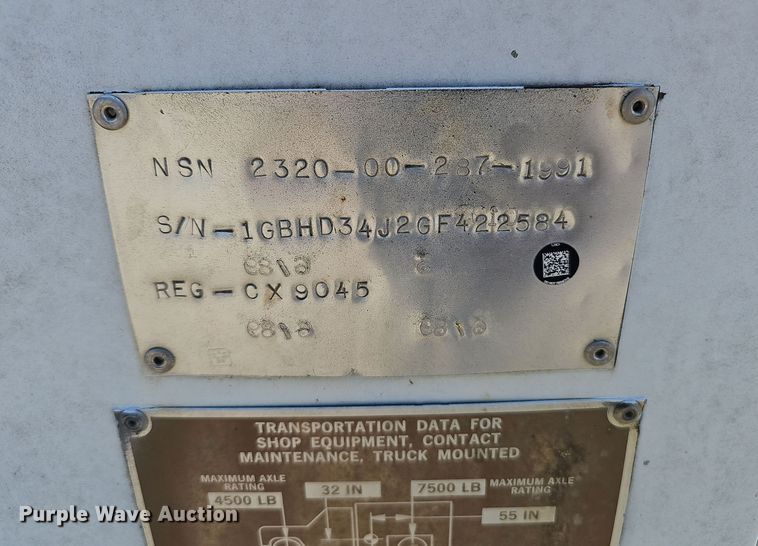 NSN 2320-00-287-1991
S/N-1GBHD34J2GF422584
REG-CX9045
TRANSPORTATION DATA FOR
SHOP EQUIPMENT, CONTACT
MAINTENANCE, TRUCK MOUNTED
MAXIMUM AXLE
RATING
4500 LB
32 IN
7500 LB
MAXIMUM AXLE
RATING
55 IN
Purple Wave Auction®